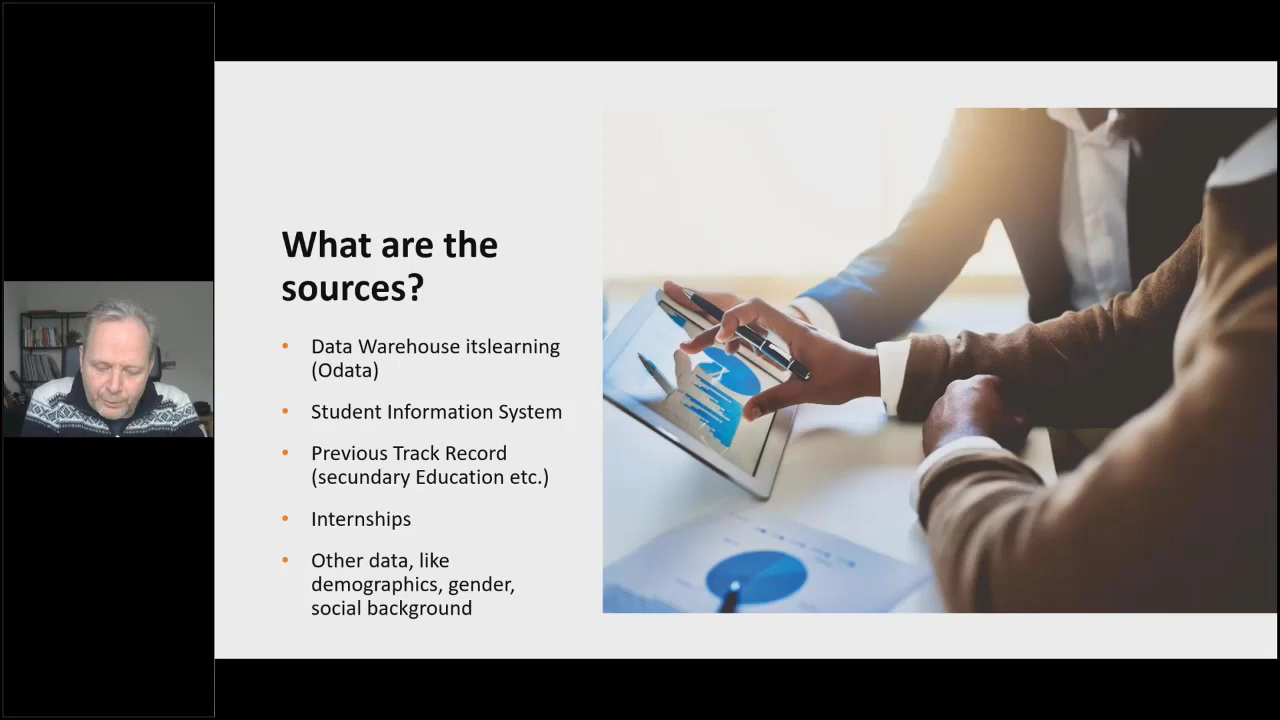 What are the
sources?
• Data Warehouse itslearning
(Odata)
• Student Information System
• Previous Track Record
(secundary Education etc.)
• Internships
• Other data, like
demographics, gender,
social background